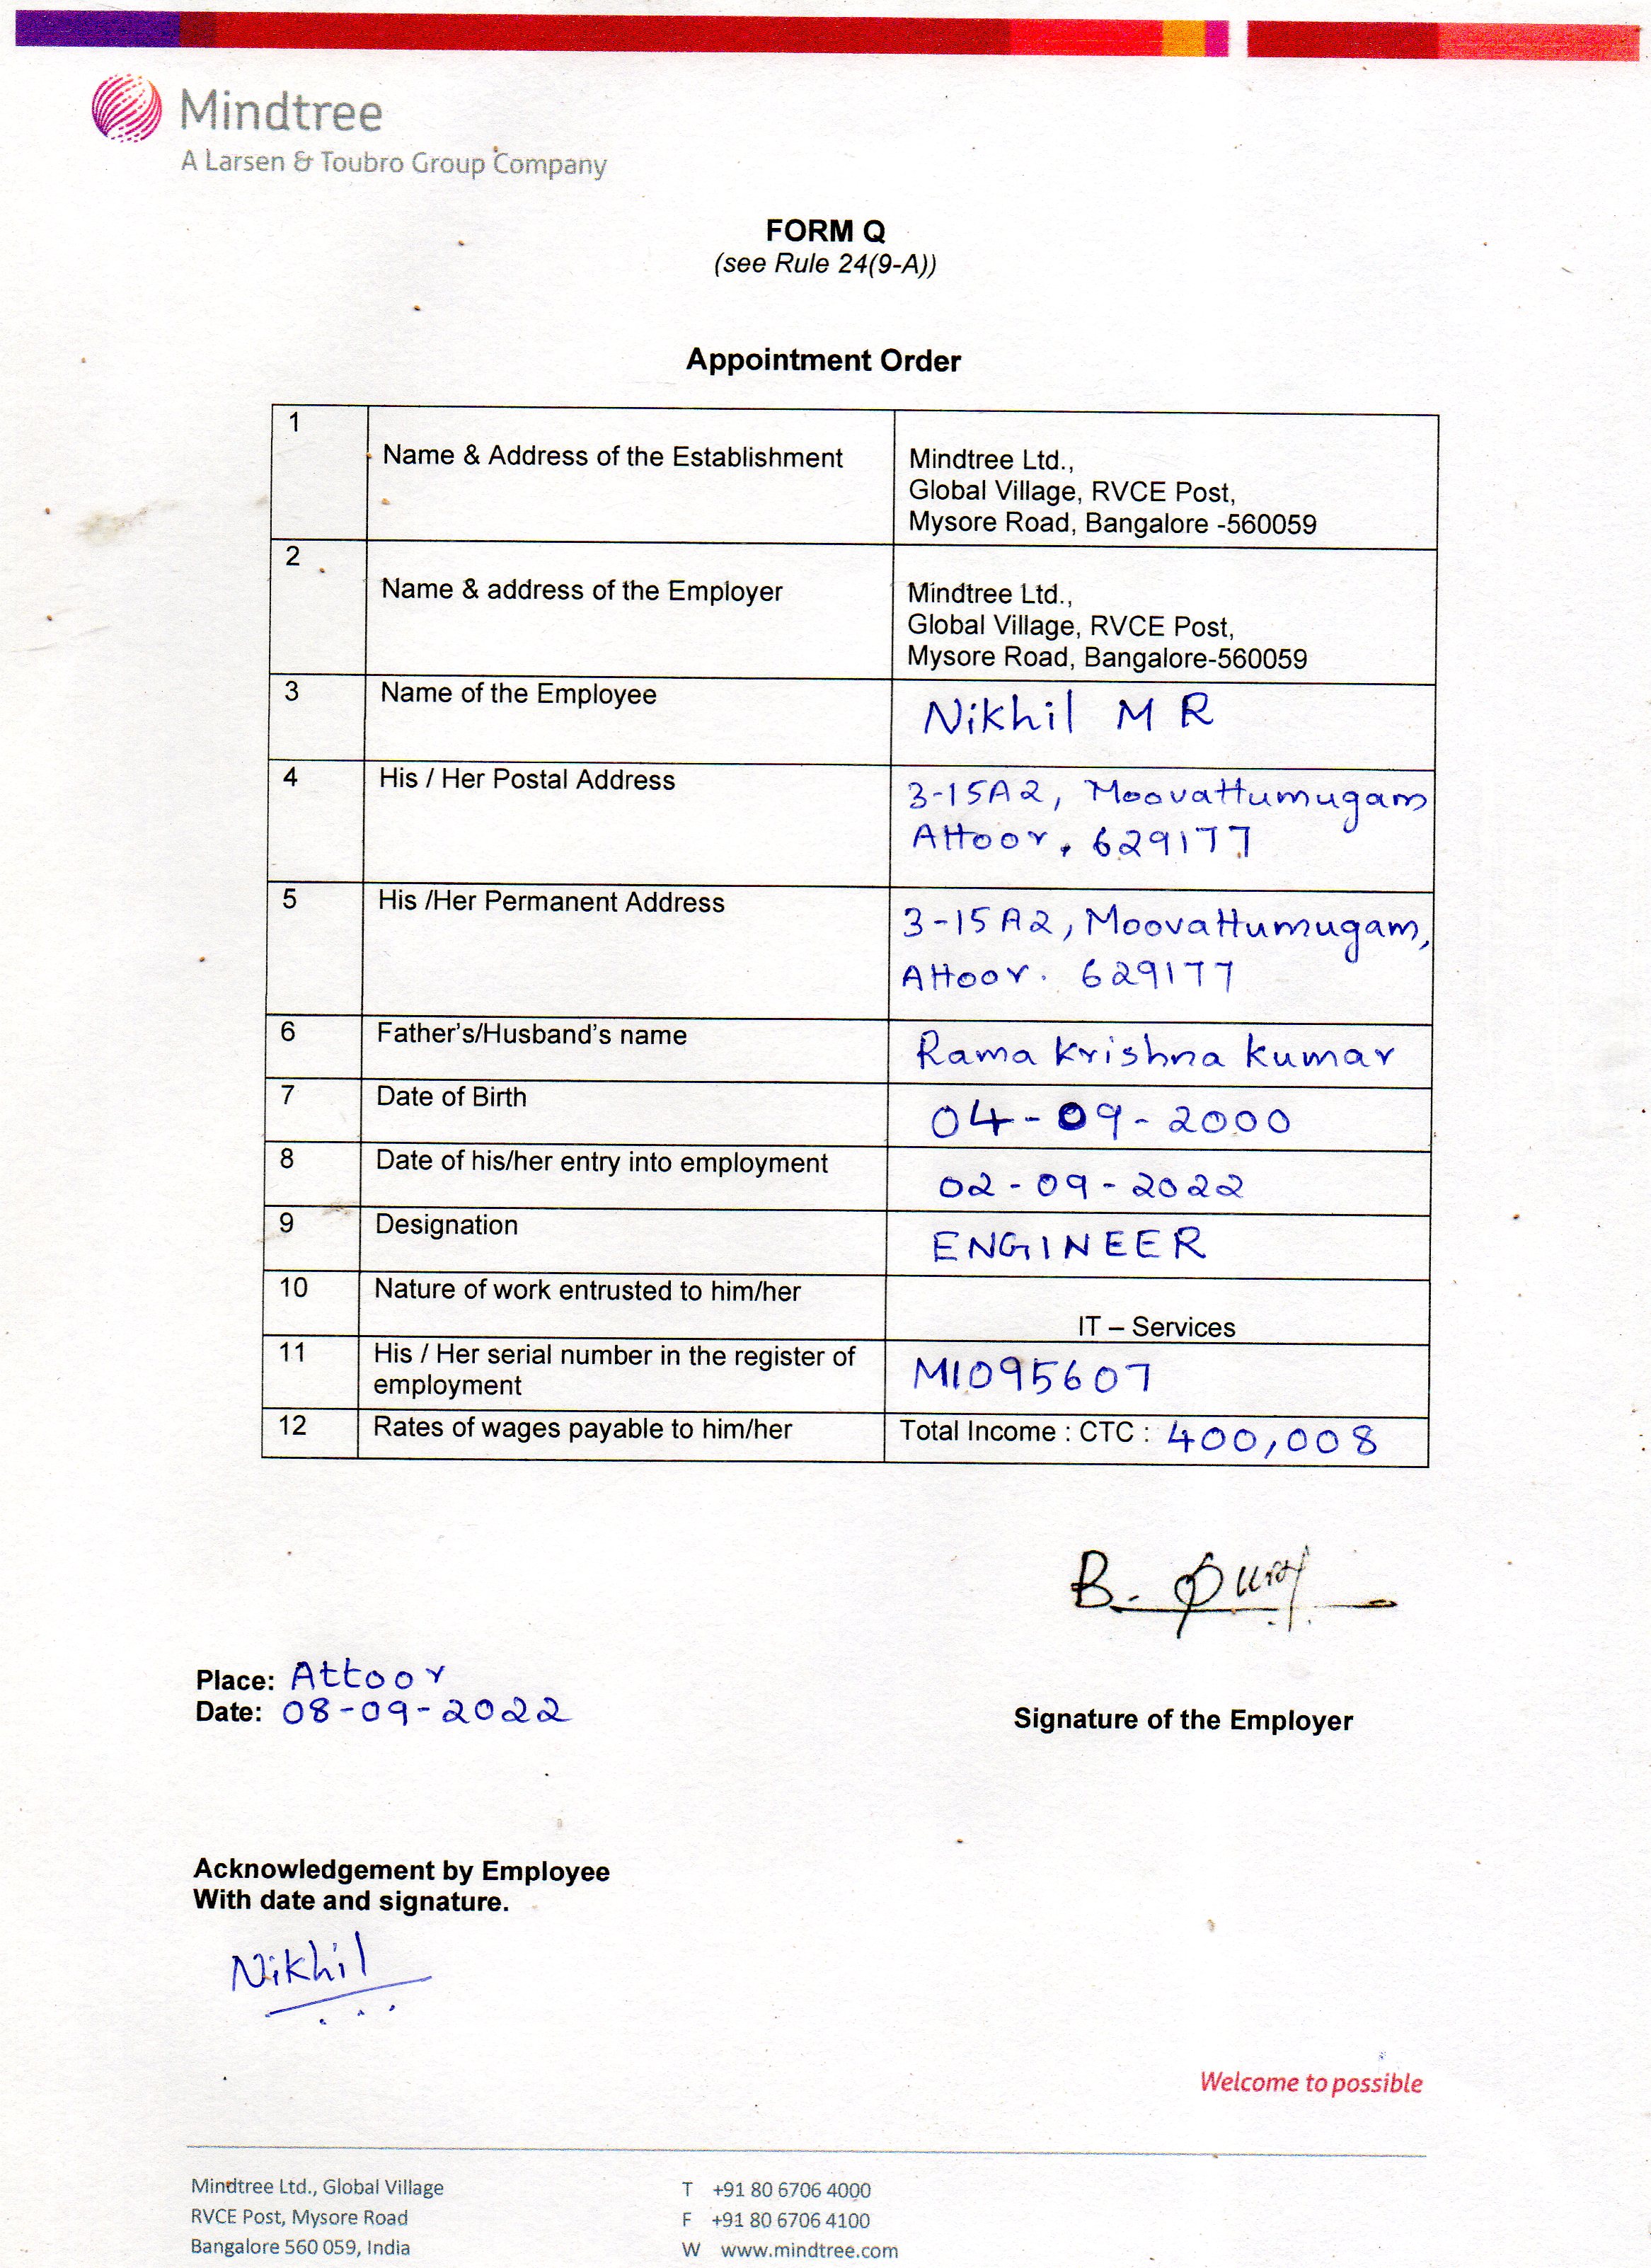 Mindtree
A Larsen & Toubro Group Company
FORM Q
(see Rule 24(9-A))
Appointment Order
1
Name & Address of the Establishment
Mindtree Ltd.,
Global Village, RVCE Post,
Mysore Road, Bangalore -560059
2
Name & address of the Employer
Mindtree Ltd.,
Global Village, RVCE Post,
Mysore Road, Bangalore-560059
3 Name of the Employee Nikhil M R
4 His / Her Postal Address 3-15A2, Moovattumugam
Attoor, 629177
5 His /Her Permanent Address 3-15A2, Moovattumugam,
Attoor. 629177
6 Father's/Husband's name Rama Krishna Kumar
7 Date of Birth 04-09-2000
8 Date of his/her entry into employment 02-09-2022
9 Designation ENGINEER
10 Nature of work entrusted to him/her
IT – Services
11 His / Her serial number in the register of
employment
M1095607
12 Rates of wages payable to him/her Total Income : CTC : 400,008
B.
Place: Attoor
Date: 08-09-2022
Signature of the Employer
Acknowledgement by Employee
With date and signature.
Nikhil
Welcome to possible
Mindtree Ltd., Global Village
RVCE Post, Mysore Road
Bangalore 560 059, India
T +91 80 6706 4000
F +91 80 6706 4100
W www.mindtree.com